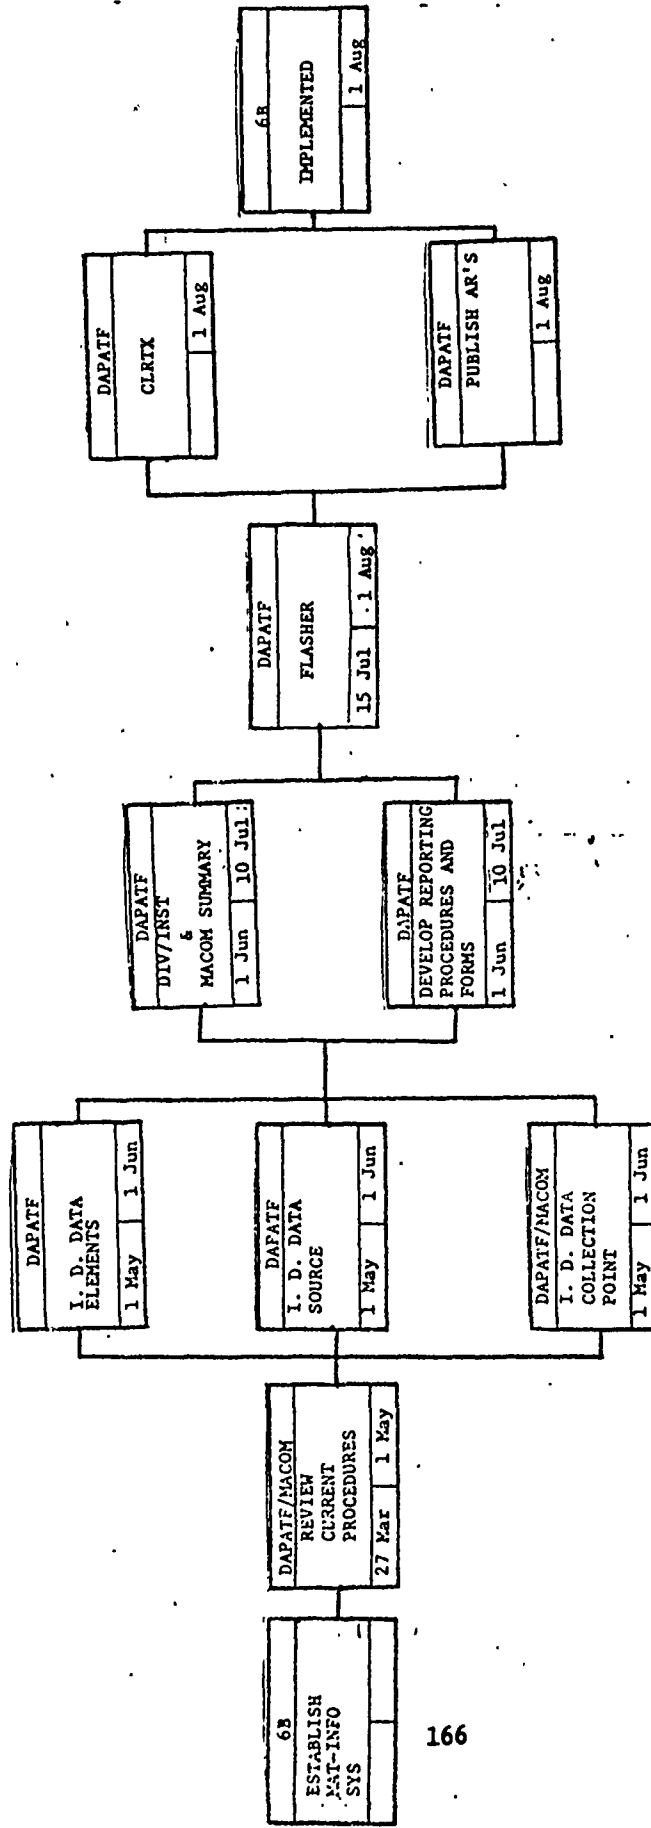 6B
ESTABLISH
MAT-INFO
SYS
DAPATF/MACOM
REVIEW
CURRENT
PROCEDURES
27 Mar 1 May
DAPATF
I. D. DATA
ELEMENTS
1 May 1 Jun
DAPATF
I. D. DATA
SOURCE
1 May 1 Jun
DAPATF/MACOM
I. D. DATA
COLLECTION
POINT
1 May 1 Jun
DAPATF
DIV/INST
&
MACOM SUMMARY
1 Jun 10 Jul
DAPATF
DEVELOP REPORTING
PROCEDURES AND
FORMS
1 Jun 10 Jul
DAPATF
FLASHER
15 Jul 1 Aug
DAPATF
CLRTX
1 Aug
DAPATF
PUBLISH AR'S
1 Aug
6B
IMPLEMENTED
1 Aug
166